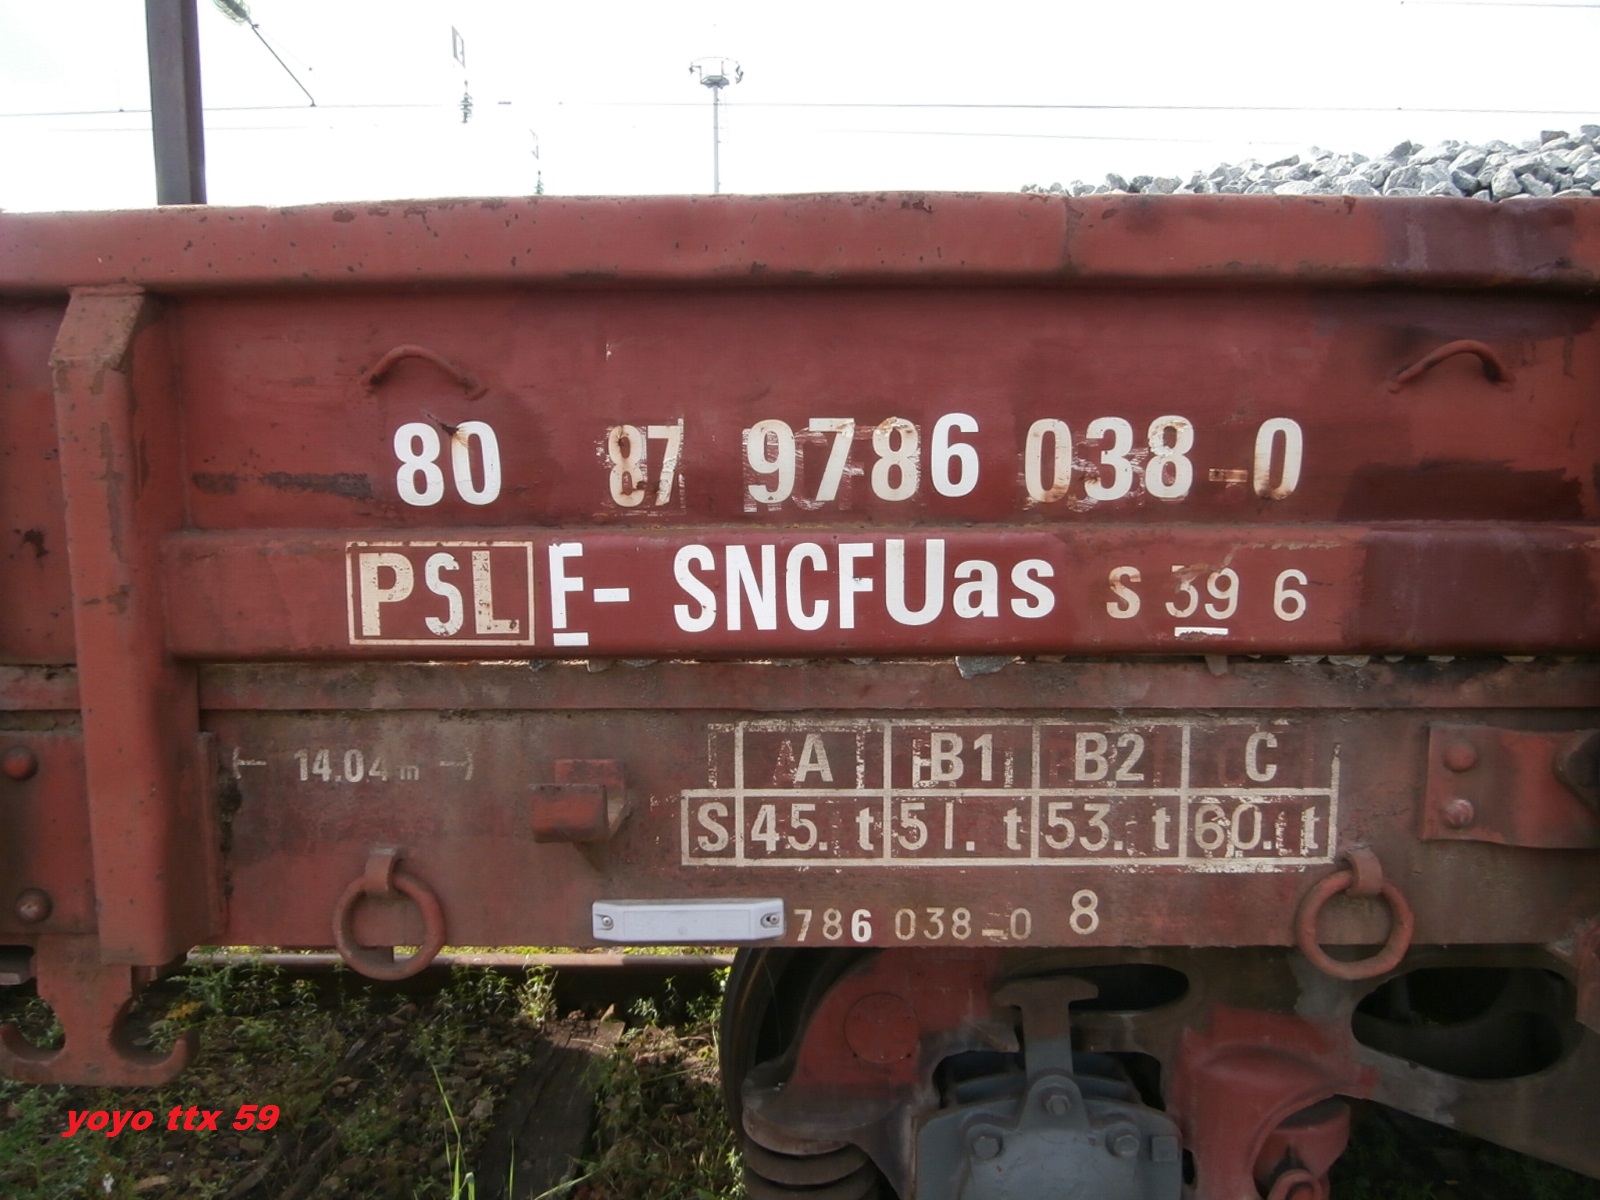 80 87 9786 038-0
PSL F - SNCF Uas S 39 6
14.04 m
A B1 B2 C
S 45. t 51. t 53. t 60. t
786 038-0 8
yoyo ttx 59